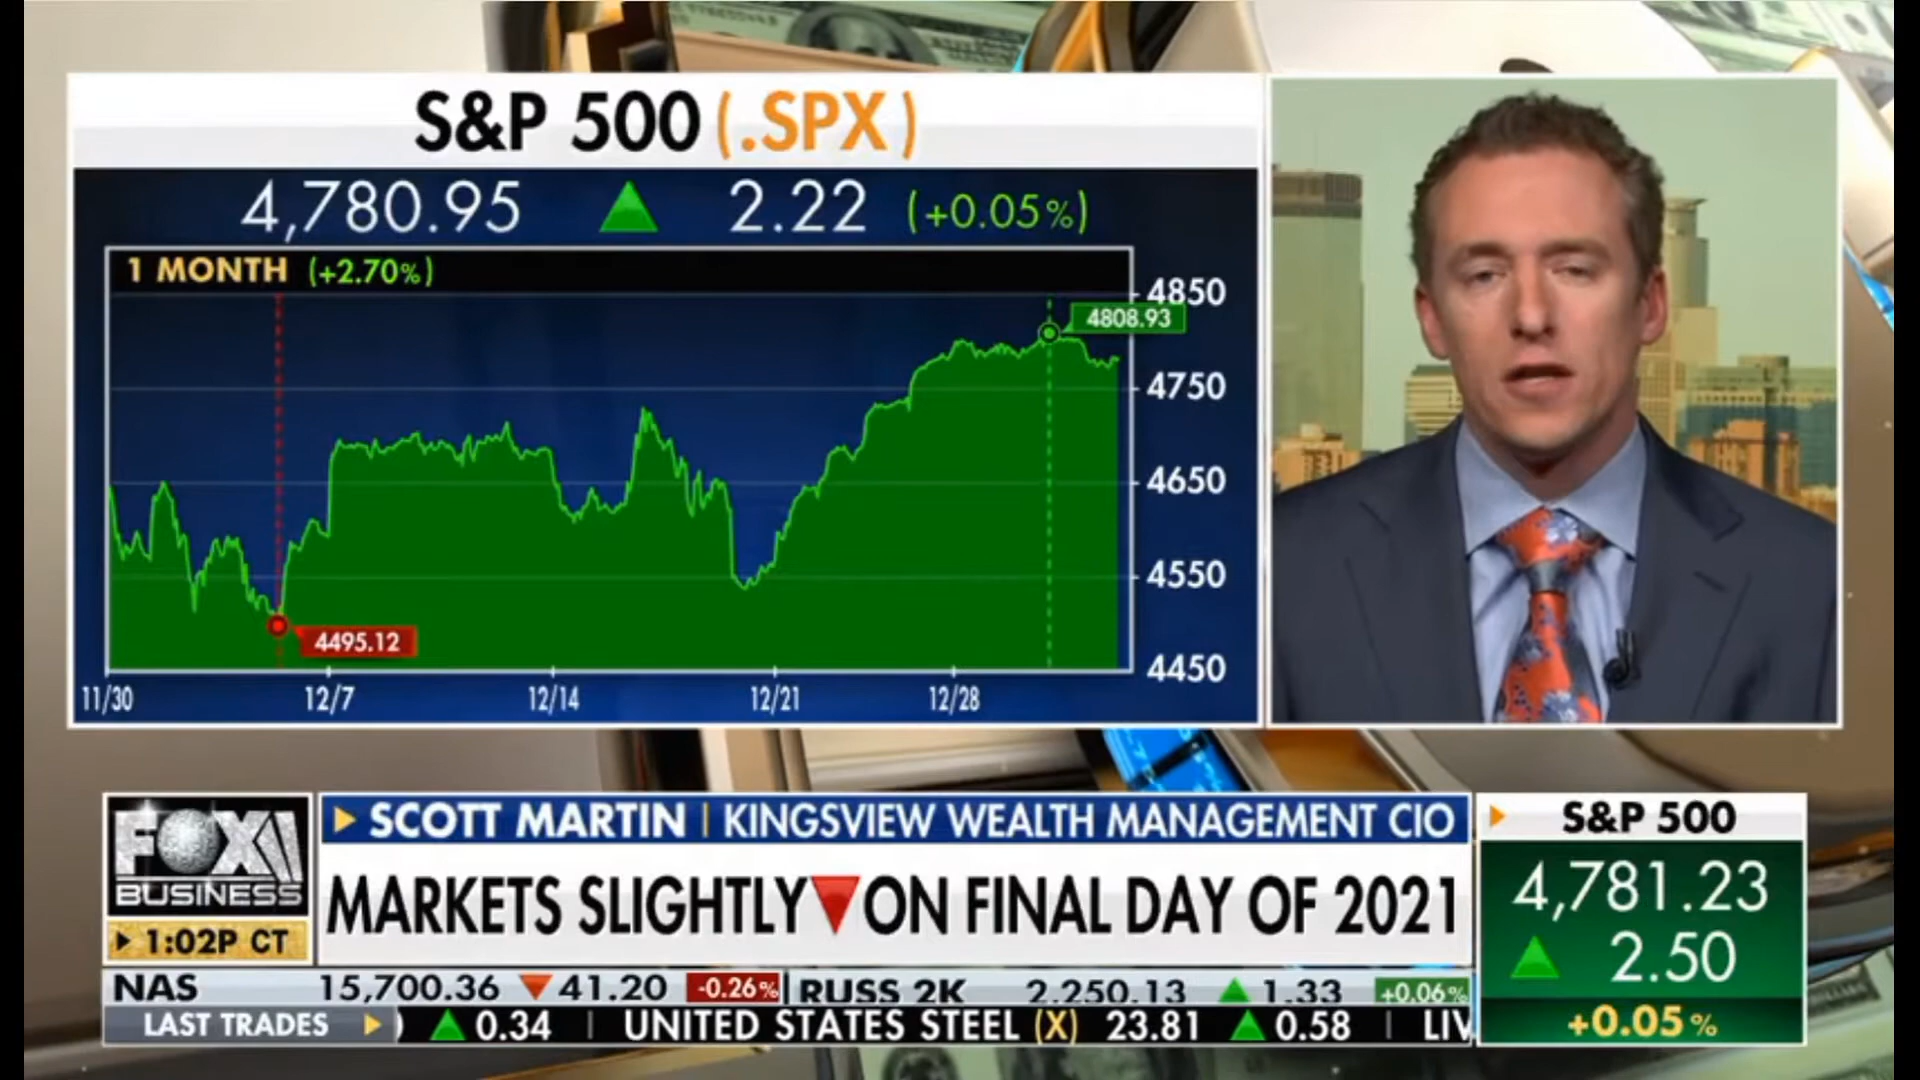 S&P 500 (.SPX)
4,780.95 ▲ 2.22 (+0.05%)
1 MONTH (+2.70%)
4850
4808.93
4750
4650
4550
4495.12
4450
11/30 12/7 12/14 12/21 12/28
SCOTT MARTIN | KINGSVIEW WEALTH MANAGEMENT CIO
MARKETS SLIGHTLY ▼ ON FINAL DAY OF 2021
FOX
BUSINESS
1:02P CT
S&P 500
4,781.23
▲ 2.50
+0.05%
NAS 15,700.36 ▼ 41.20 -0.26% RUSS 2K 2,250.13 ▲ 1.33 +0.06%
LAST TRADES ) ▲ 0.34 | UNITED STATES STEEL (X) 23.81 ▲ 0.58 | LIV